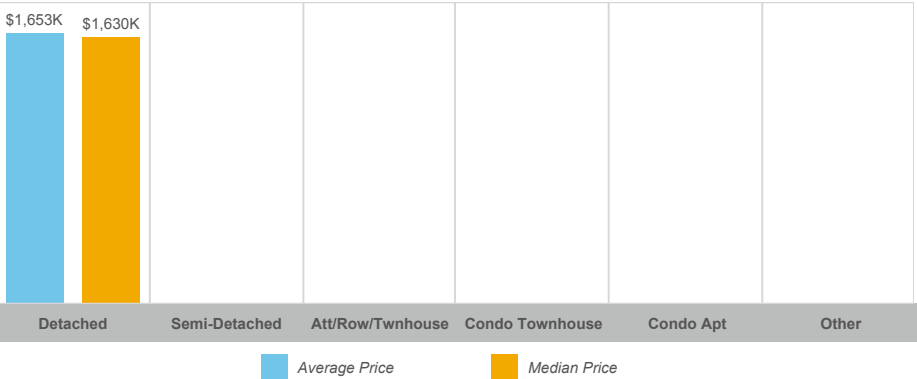 $1,653K
$1,630K
Detached
Semi-Detached
Att/Row/Twnhouse
Condo Townhouse
Condo Apt
Other
Average Price
Median Price